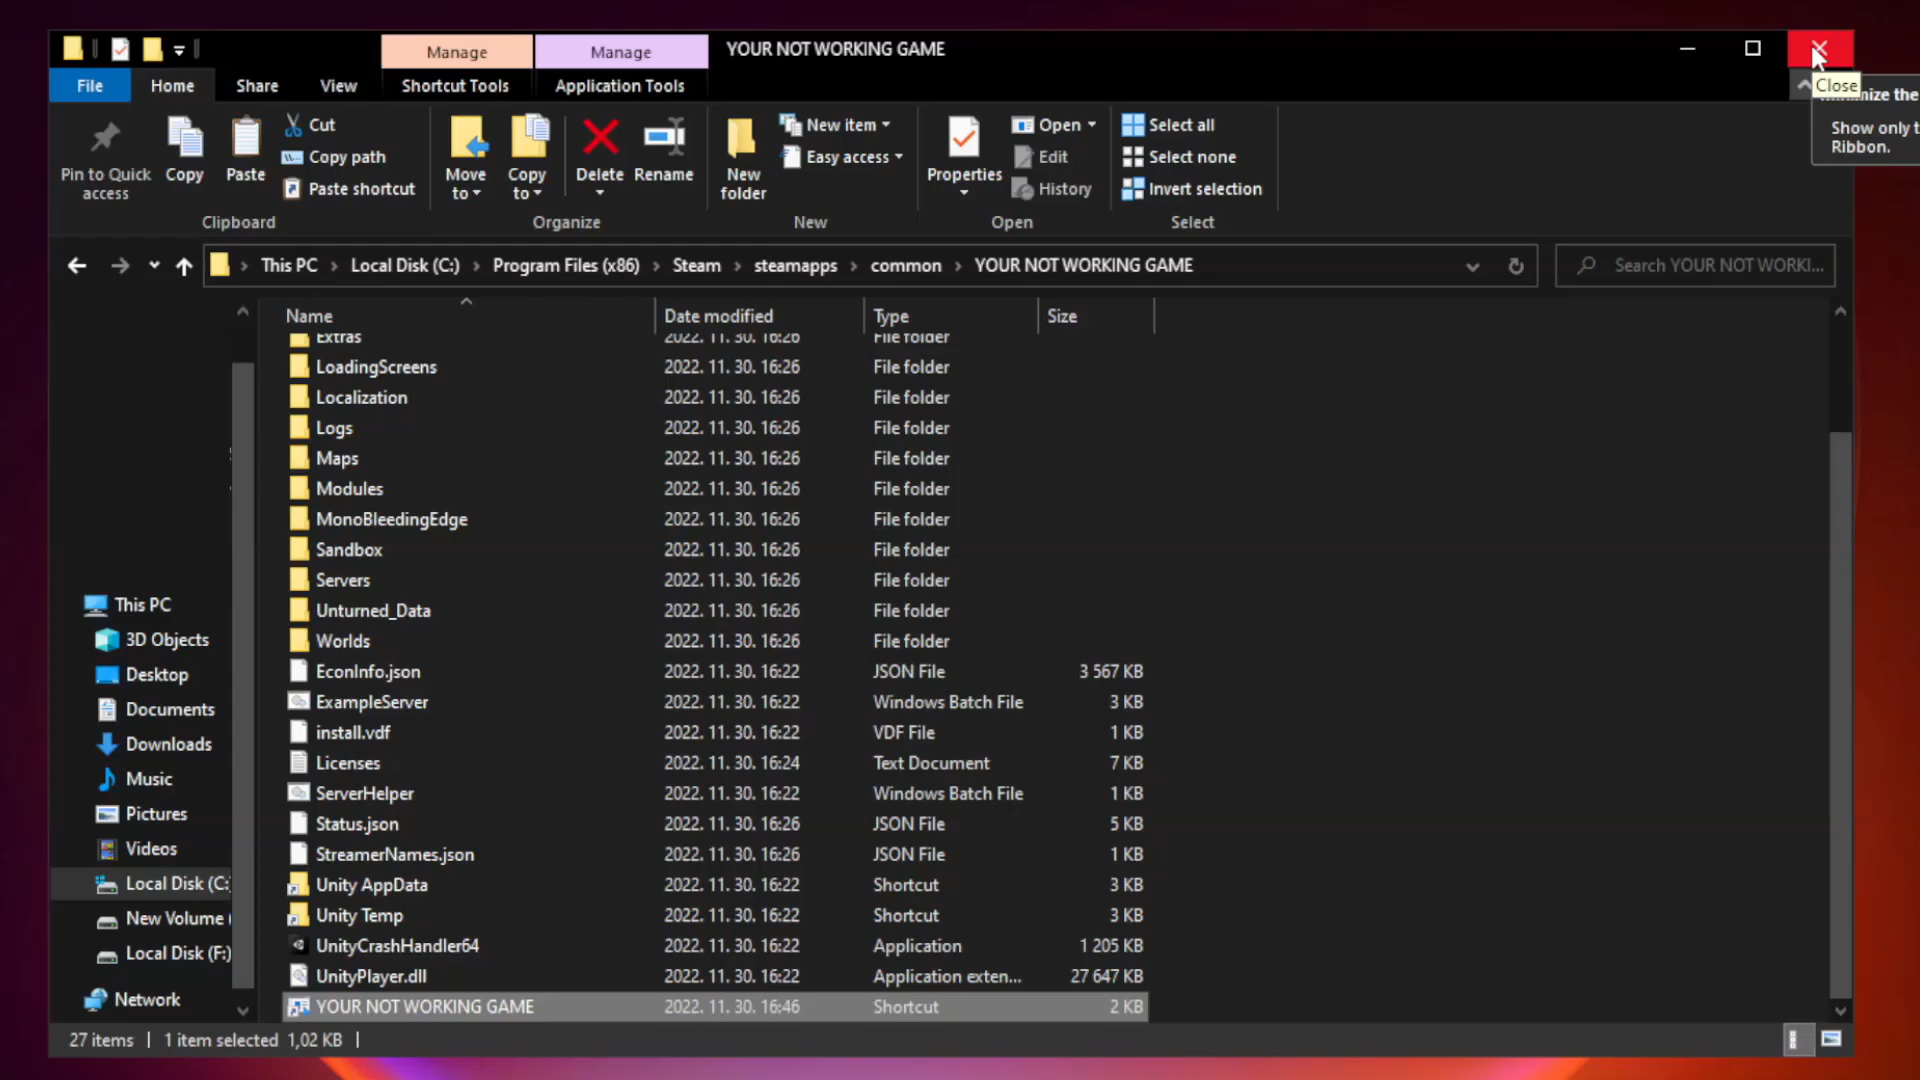 Manage
Manage
YOUR NOT WORKING GAME
File
Home
Share
View
Shortcut Tools
Application Tools
Close
the
Show only t
Ribbon.
Pin to Quick
access
Copy
Paste
Cut
Copy path
Paste shortcut
Clipboard
Move
to
Copy
to
Delete
Rename
Organize
New
folder
New item
Easy access
New
Properties
Open
Edit
History
Open
Select all
Select none
Invert selection
Select
This PC
Local Disk (C:)
Program Files (x86)
Steam
steamapps
common
YOUR NOT WORKING GAME
Search YOUR NOT WORKI...
Name
Date modified
Type
Size
Extras 2022. 11. 30. 16:26 File folder
LoadingScreens 2022. 11. 30. 16:26 File folder
Localization 2022. 11. 30. 16:26 File folder
Logs 2022. 11. 30. 16:26 File folder
Maps 2022. 11. 30. 16:26 File folder
Modules 2022. 11. 30. 16:26 File folder
MonoBleedingEdge 2022. 11. 30. 16:26 File folder
Sandbox 2022. 11. 30. 16:26 File folder
Servers 2022. 11. 30. 16:26 File folder
Unturned_Data 2022. 11. 30. 16:26 File folder
Worlds 2022. 11. 30. 16:26 File folder
EconInfo.json 2022. 11. 30. 16:22 JSON File 3 567 KB
ExampleServer 2022. 11. 30. 16:22 Windows Batch File 3 KB
install.vdf 2022. 11. 30. 16:22 VDF File 1 KB
Licenses 2022. 11. 30. 16:24 Text Document 7 KB
ServerHelper 2022. 11. 30. 16:22 Windows Batch File 1 KB
Status.json 2022. 11. 30. 16:26 JSON File 5 KB
StreamerNames.json 2022. 11. 30. 16:26 JSON File 1 KB
Unity AppData 2022. 11. 30. 16:22 Shortcut 3 KB
Unity Temp 2022. 11. 30. 16:22 Shortcut 3 KB
UnityCrashHandler64 2022. 11. 30. 16:22 Application 1 205 KB
UnityPlayer.dll 2022. 11. 30. 16:22 Application exten... 27 647 KB
YOUR NOT WORKING GAME 2022. 11. 30. 16:46 Shortcut 2 KB
This PC
3D Objects
Desktop
Documents
Downloads
Music
Pictures
Videos
Local Disk (C:
New Volume (
Local Disk (F:)
Network
27 items
1 item selected 1,02 KB